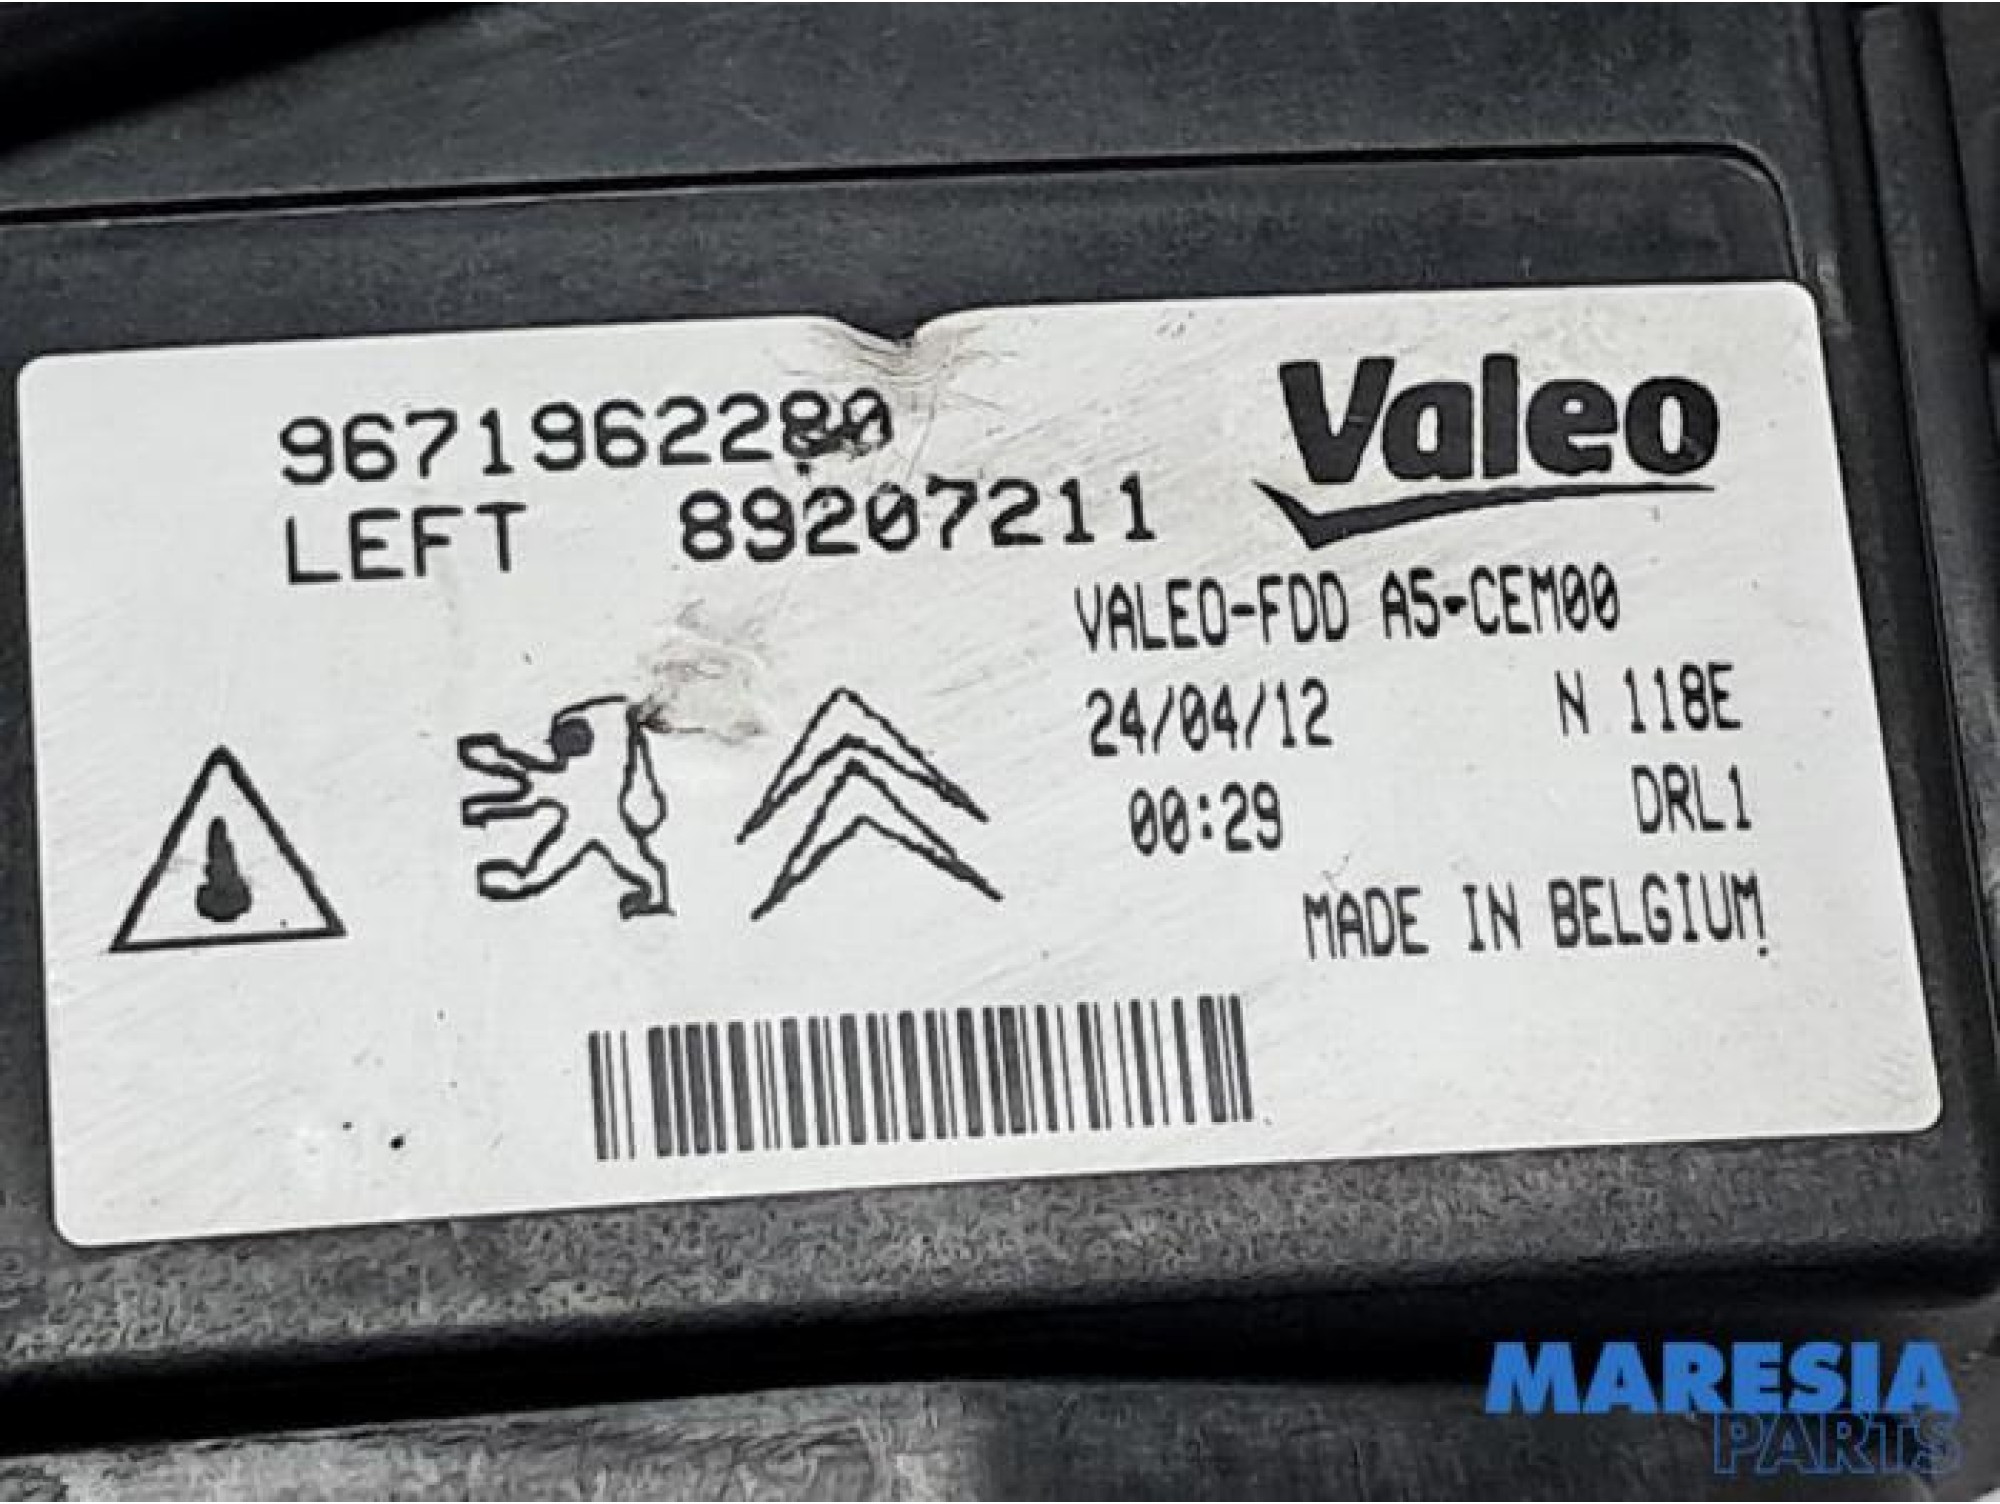 9671962280
LEFT 89207211
Valeo
VALEO-FDD A5-CEM00
24/04/12 N 118E
00:29 DRL1
MADE IN BELGIUM
MARESIA
PARTS